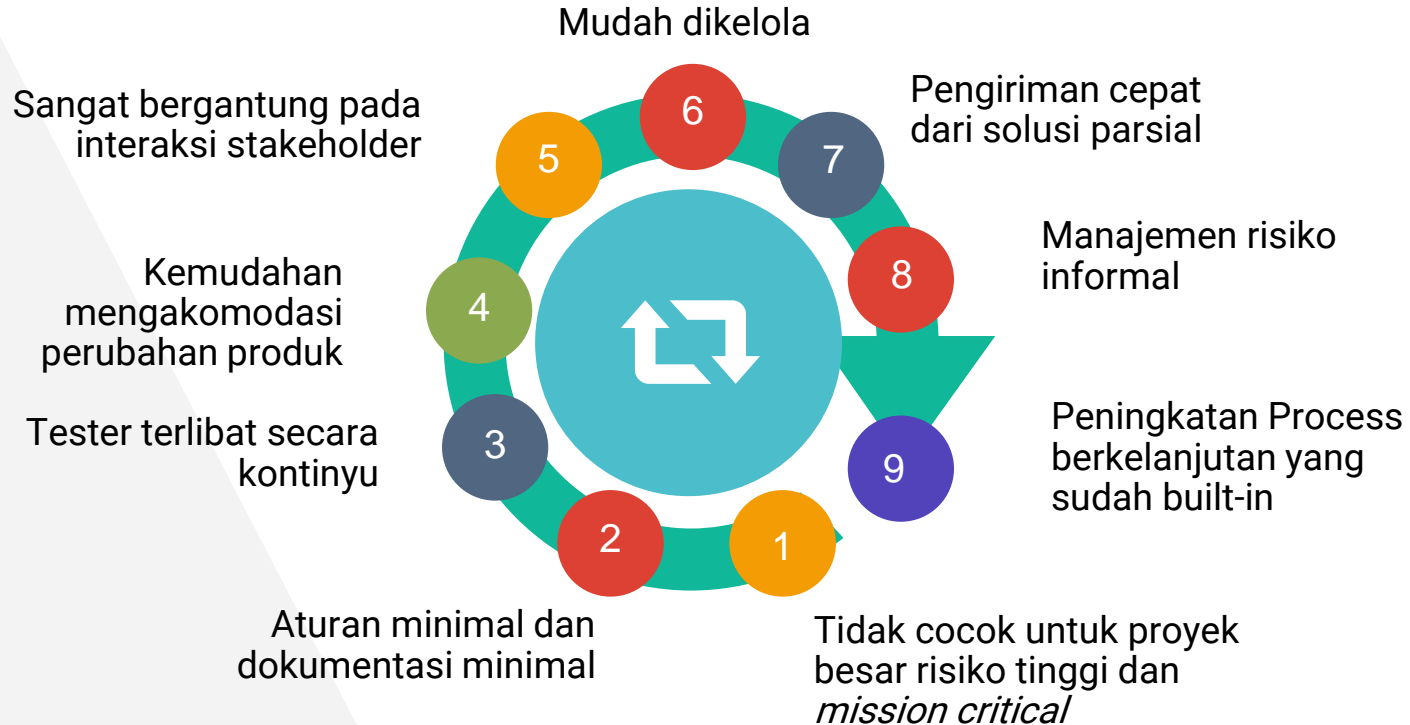 Mudah dikelola
6
Sangat bergantung pada
interaksi stakeholder
5
Pengiriman cepat
dari solusi parsial
7
Kemudahan
mengakomodasi
perubahan produk
4
Manajemen risiko
informal
8
Tester terlibat secara
kontinyu
3
Peningkatan Process
berkelanjutan yang
sudah built-in
9
2
Aturan minimal dan
dokumentasi minimal
1
Tidak cocok untuk proyek
besar risiko tinggi dan
mission critical